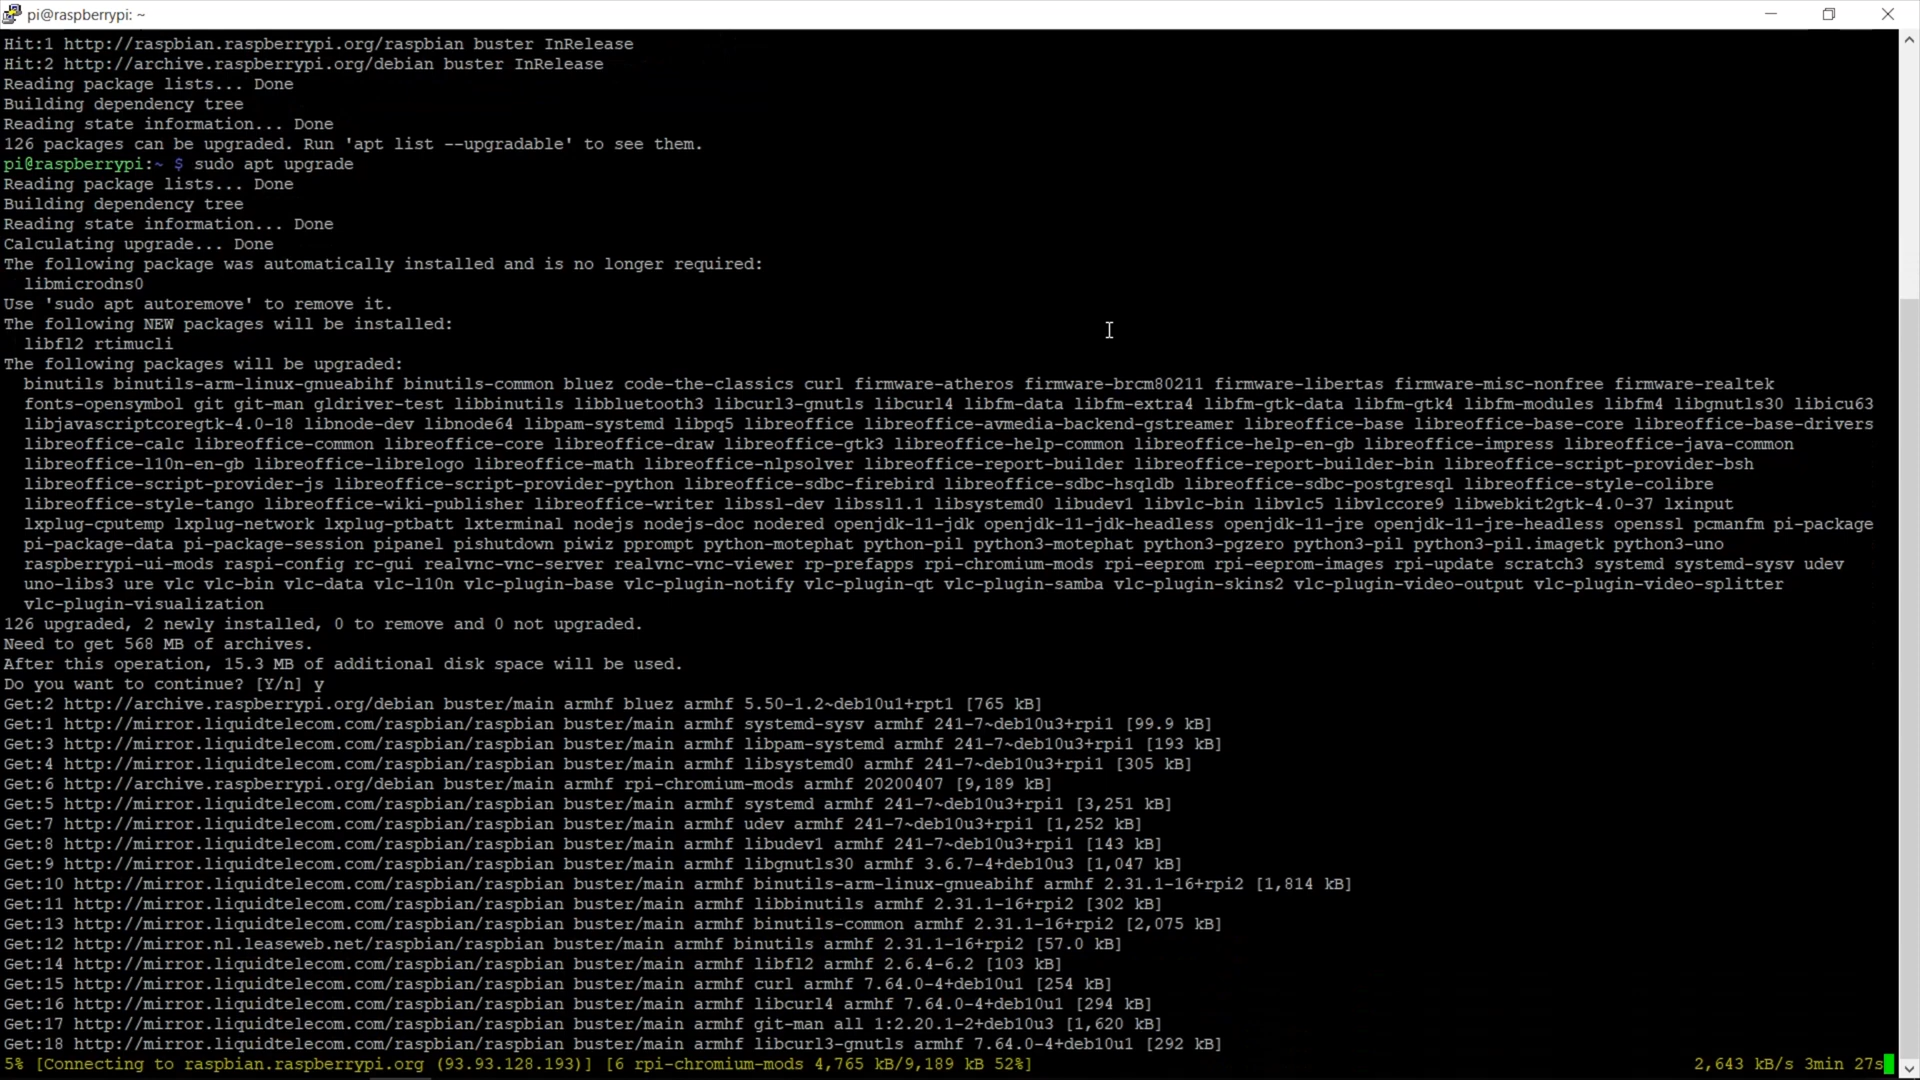 pi@raspberrypi: ~
Hit:1 http://raspbian.raspberrypi.org/raspbian buster InRelease
Hit:2 http://archive.raspberrypi.org/debian buster InRelease
Reading package lists... Done
Building dependency tree
Reading state information... Done
126 packages can be upgraded. Run 'apt list --upgradable' to see them.
pi@raspberrypi:~ $ sudo apt upgrade
Reading package lists... Done
Building dependency tree
Reading state information... Done
Calculating upgrade... Done
The following package was automatically installed and is no longer required:
libmicrodns0
Use 'sudo apt autoremove' to remove it.
The following NEW packages will be installed:
libfl2 rtimucli
The following packages will be upgraded:
binutils binutils-arm-linux-gnueabihf binutils-common bluez code-the-classics curl firmware-atheros firmware-brcm80211 firmware-libertas firmware-misc-nonfree firmware-realtek
fonts-opensymbol git git-man gldriver-test libbinutils libbluetooth3 libcurl3-gnutls libcurl4 libfm-data libfm-extra4 libfm-gtk-data libfm-gtk4 libfm-modules libfm4 libgnutls30 libicu63
libjavascriptcoregtk-4.0-18 libnode-dev libnode64 libpam-systemd libpq5 libreoffice libreoffice-avmedia-backend-gstreamer libreoffice-base libreoffice-base-core libreoffice-base-drivers
libreoffice-calc libreoffice-common libreoffice-core libreoffice-draw libreoffice-gtk3 libreoffice-help-common libreoffice-help-en-gb libreoffice-impress libreoffice-java-common
libreoffice-l10n-en-gb libreoffice-librelogo libreoffice-math libreoffice-nlpsolver libreoffice-report-builder libreoffice-report-builder-bin libreoffice-script-provider-bsh
libreoffice-script-provider-js libreoffice-script-provider-python libreoffice-sdbc-firebird libreoffice-sdbc-hsqldb libreoffice-sdbc-postgresql libreoffice-style-colibre
libreoffice-style-tango libreoffice-wiki-publisher libreoffice-writer libssl-dev libssl1.1 libsystemd0 libudev1 libvlc-bin libvlc5 libvlccore9 libwebkit2gtk-4.0-37 lxinput
lxplug-cputemp lxplug-network lxplug-ptbatt lxterminal nodejs nodejs-doc nodered openjdk-11-jdk openjdk-11-jdk-headless openjdk-11-jre openjdk-11-jre-headless openssl pcmanfm pi-package
pi-package-data pi-package-session pipanel pishutdown piwiz pprompt python-motephat python-pil python3-motephat python3-pgzero python3-pil python3-pil.imagetk python3-uno
raspberrypi-ui-mods raspi-config rc-gui realvnc-vnc-server realvnc-vnc-viewer rp-prefapps rpi-chromium-mods rpi-eeprom rpi-eeprom-images rpi-update scratch3 systemd systemd-sysv udev
uno-libs3 ure vlc vlc-bin vlc-data vlc-l10n vlc-plugin-base vlc-plugin-notify vlc-plugin-qt vlc-plugin-samba vlc-plugin-skins2 vlc-plugin-video-output vlc-plugin-video-splitter
vlc-plugin-visualization
126 upgraded, 2 newly installed, 0 to remove and 0 not upgraded.
Need to get 568 MB of archives.
After this operation, 15.3 MB of additional disk space will be used.
Do you want to continue? [Y/n] y
Get:2 http://archive.raspberrypi.org/debian buster/main armhf bluez armhf 5.50-1.2~deb10u1+rpt1 [765 kB]
Get:1 http://mirror.liquidtelecom.com/raspbian/raspbian buster/main armhf systemd-sysv armhf 241-7~deb10u3+rpi1 [99.9 kB]
Get:3 http://mirror.liquidtelecom.com/raspbian/raspbian buster/main armhf libpam-systemd armhf 241-7~deb10u3+rpi1 [193 kB]
Get:4 http://mirror.liquidtelecom.com/raspbian/raspbian buster/main armhf libsystemd0 armhf 241-7~deb10u3+rpi1 [305 kB]
Get:6 http://archive.raspberrypi.org/debian buster/main armhf rpi-chromium-mods armhf 20200407 [9,189 kB]
Get:5 http://mirror.liquidtelecom.com/raspbian/raspbian buster/main armhf systemd armhf 241-7~deb10u3+rpi1 [3,251 kB]
Get:7 http://mirror.liquidtelecom.com/raspbian/raspbian buster/main armhf udev armhf 241-7~deb10u3+rpi1 [1,252 kB]
Get:8 http://mirror.liquidtelecom.com/raspbian/raspbian buster/main armhf libudev1 armhf 241-7~deb10u3+rpi1 [143 kB]
Get:9 http://mirror.liquidtelecom.com/raspbian/raspbian buster/main armhf libgnutls30 armhf 3.6.7-4+deb10u3 [1,047 kB]
Get:10 http://mirror.liquidtelecom.com/raspbian/raspbian buster/main armhf binutils-arm-linux-gnueabihf armhf 2.31.1-16+rpi2 [1,814 kB]
Get:11 http://mirror.liquidtelecom.com/raspbian/raspbian buster/main armhf libbinutils armhf 2.31.1-16+rpi2 [302 kB]
Get:13 http://mirror.liquidtelecom.com/raspbian/raspbian buster/main armhf binutils-common armhf 2.31.1-16+rpi2 [2,075 kB]
Get:12 http://mirror.nl.leaseweb.net/raspbian/raspbian buster/main armhf binutils armhf 2.31.1-16+rpi2 [57.0 kB]
Get:14 http://mirror.liquidtelecom.com/raspbian/raspbian buster/main armhf libfl2 armhf 2.6.4-6.2 [103 kB]
Get:15 http://mirror.liquidtelecom.com/raspbian/raspbian buster/main armhf curl armhf 7.64.0-4+deb10u1 [254 kB]
Get:16 http://mirror.liquidtelecom.com/raspbian/raspbian buster/main armhf libcurl4 armhf 7.64.0-4+deb10u1 [294 kB]
Get:17 http://mirror.liquidtelecom.com/raspbian/raspbian buster/main armhf git-man all 1:2.20.1-2+deb10u3 [1,620 kB]
Get:18 http://mirror.liquidtelecom.com/raspbian/raspbian buster/main armhf libcurl3-gnutls armhf 7.64.0-4+deb10u1 [292 kB]
5% [Connecting to raspbian.raspberrypi.org (93.93.128.193)] [6 rpi-chromium-mods 4,765 kB/9,189 kB 52%] 2,643 kB/s 3min 27s